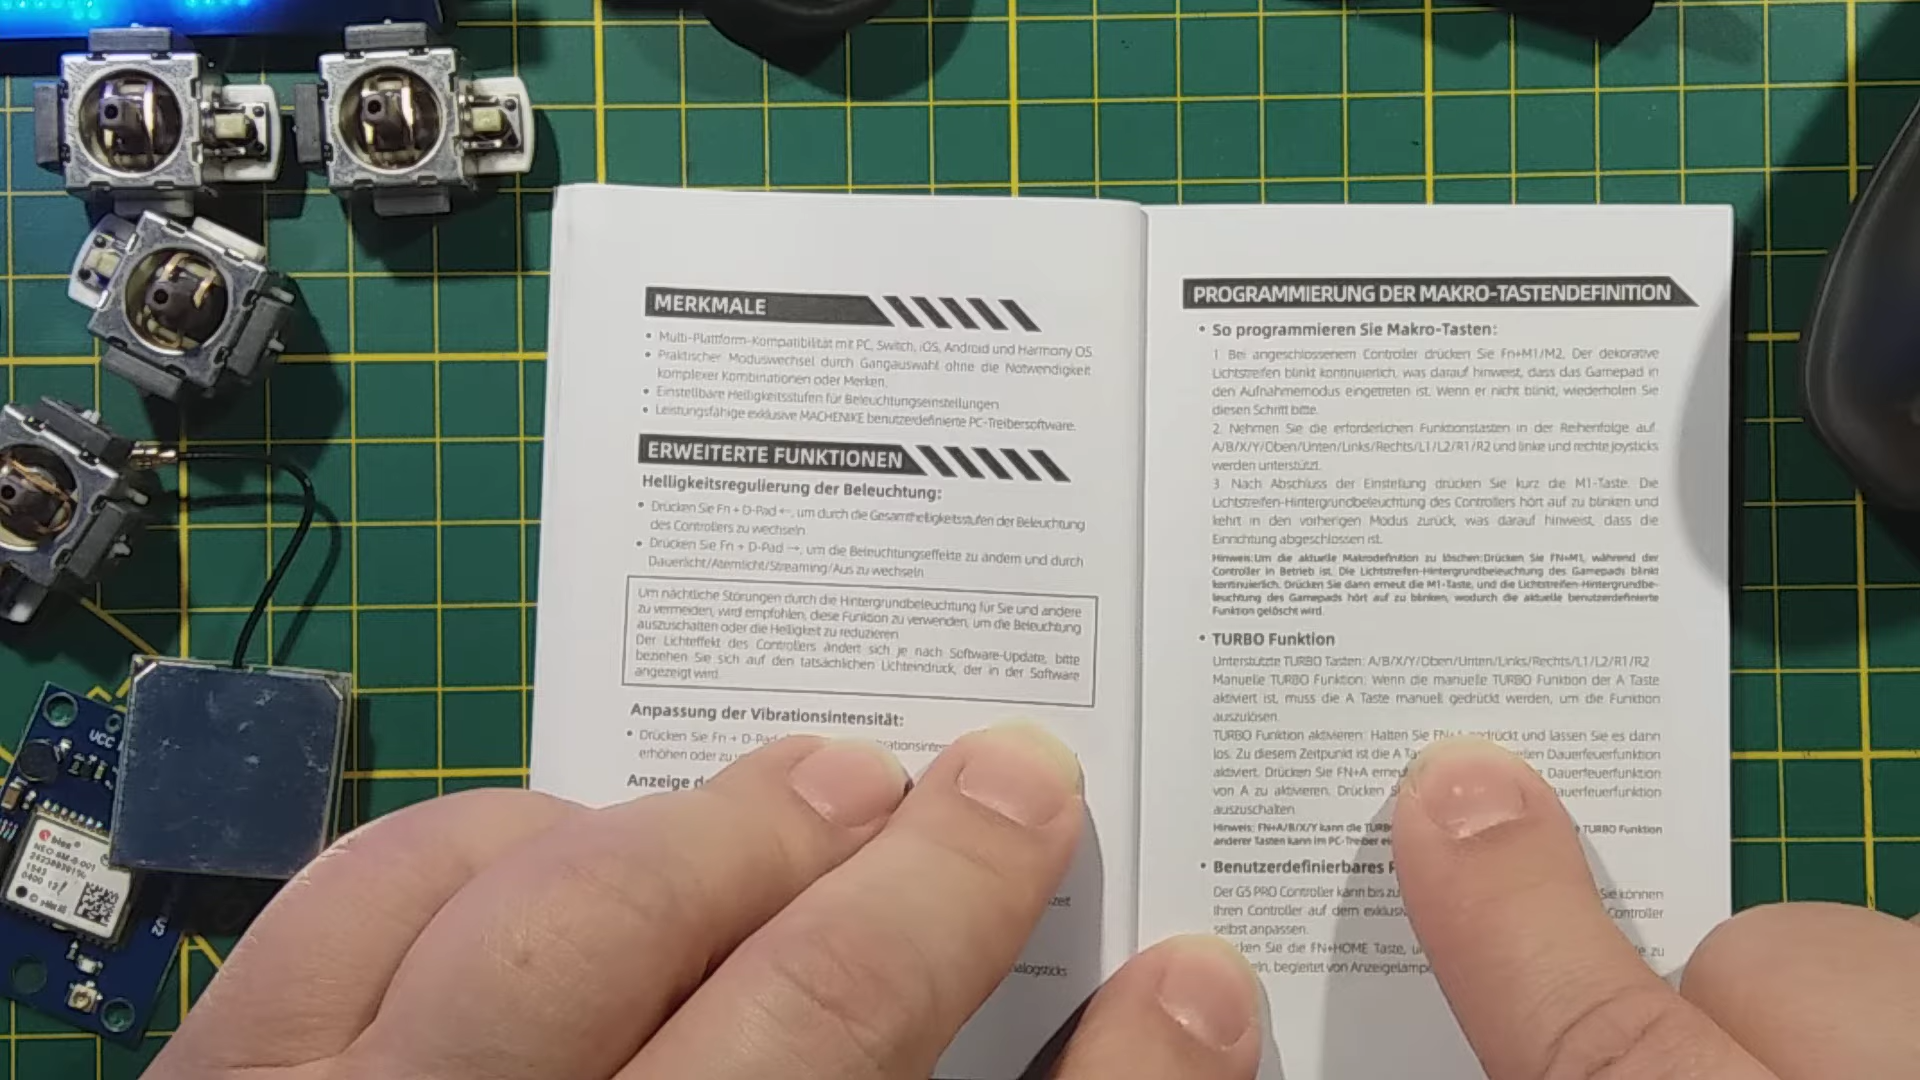 MERKMALE
• Multi-Plattform-Kompatibilität mit PC, Switch, iOS, Android und Harmony OS.
• Praktischer Moduswechsel durch Gangauswahl ohne die Notwendigkeit
komplexer Kombinationen oder Merken.
• Einstellbare Helligkeitsstufen für Beleuchtungseinstellungen
• Leistungsfähige exklusive MACHENIKE benutzerdefinierte PC-Treibersoftware.
ERWEITERTE FUNKTIONEN
Helligkeitsregulierung der Beleuchtung:
• Drücken Sie Fn + D-Pad ←, um durch die Gesamthelligkeitsstufen der Beleuchtung
des Controllers zu wechseln
• Drücken Sie Fn + D-Pad →, um die Beleuchtungseffekte zu ändern und durch
Dauerlicht/Atemlicht/Streaming/Aus zu wechseln
Um nächtliche Störungen durch die Hintergrundbeleuchtung für Sie und andere
zu vermeiden, wird empfohlen, diese Funktion zu verwenden, um die Beleuchtung
auszuschalten oder die Helligkeit zu reduzieren
Der Lichteffekt des Controllers ändert sich je nach Software-Update, bitte
beziehen Sie sich auf den tatsächlichen Lichteindruck, der in der Software
angezeigt wird.
Anpassung der Vibrationsintensität:
• Drücken Sie Fn + D-Pad
erhöhen oder zu
Anzeige
PROGRAMMIERUNG DER MAKRO-TASTENDEFINITION
• So programmieren Sie Makro-Tasten:
1. Bei angeschlossenem Controller drücken Sie Fn+M1/M2. Der dekorative
Lichtstreifen blinkt kontinuierlich, was darauf hinweist, dass das Gamepad in
den Aufnahmemodus eingetreten ist. Wenn er nicht blinkt, wiederholen Sie
diesen Schritt bitte.
2. Nehmen Sie die erforderlichen Funktionstasten in der Reihenfolge auf.
A/B/X/Y/Oben/Unten/Links/Rechts/L1/L2/R1/R2 und linke und rechte Joysticks
werden unterstützt.
3. Nach Abschluss der Einstellung drücken Sie kurz die M1-Taste. Die
Lichtstreifen-Hintergrundbeleuchtung des Controllers hört auf zu blinken und
kehrt in den vorherigen Modus zurück, was darauf hinweist, dass die
Einrichtung abgeschlossen ist.
Hinweis:Um die aktuelle Makrodefinition zu löschen:Drücken Sie FN+M1, während der
Controller in Betrieb ist. Die Lichtstreifen-Hintergrundbeleuchtung des Gamepads blinkt
kontinuierlich. Drücken Sie dann erneut die M1-Taste, und die Lichtstreifen-Hintergrundbe-
leuchtung des Gamepads hört auf zu blinken, wodurch die aktuelle benutzerdefinierte
Funktion gelöscht wird.
• TURBO Funktion
Unterstützte TURBO Tasten: A/B/X/Y/Oben/Unten/Links/Rechts/L1/L2/R1/R2
Manuelle TURBO Funktion: Wenn die manuelle TURBO Funktion der A Taste
aktiviert ist, muss die A Taste manuell gedrückt werden, um die Funktion
auszulösen.
TURBO Funktion aktivieren: Halten Sie FN+A gedrückt und lassen Sie es dann
los. Zu diesem Zeitpunkt ist die A Dauerfeuerfunktion
aktiviert. Drücken Sie FN+A Dauerfeuerfunktion
von A zu aktivieren. Drücken Dauerfeuerfunktion
auszuschalten.
Hinweis: FN+A/B/X/Y kann die TURBO TURBO Funktion
anderer Tasten kann im PC-Treiber
• Benutzerdefinierbares
Der G5 PRO Controller kann bis zu Sie können
Ihren Controller auf dem Controller
selbst anpassen.
Sie die FN+HOME Taste, zu
begleitet von
VCC
NEO-6M-0-001